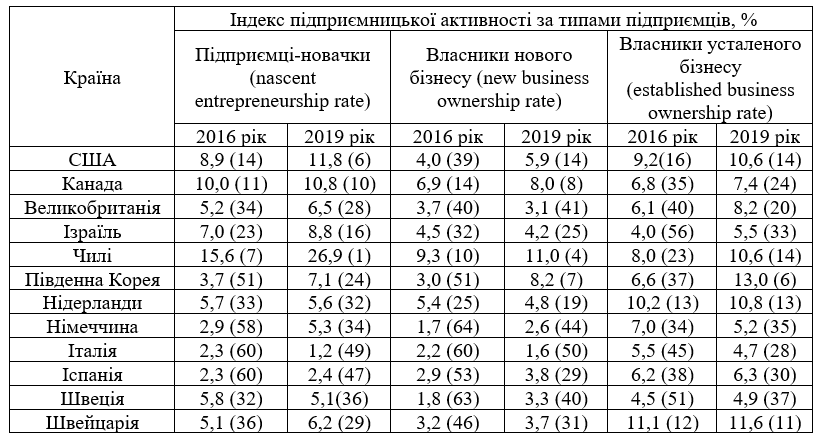 Країна
Індекс підприємницької активності за типами підприємців, %
Підприємці-новачки
(nascent
entrepreneurship rate)
Власники нового
бізнесу (new business
ownership rate)
Власники усталеного
бізнесу
(established business
ownership rate)
2016 рік 2019 рік 2016 рік 2019 рік 2016 рік 2019 рік
США 8,9 (14) 11,8 (6) 4,0 (39) 5,9 (14) 9,2(16) 10,6 (14)
Канада 10,0 (11) 10,8 (10) 6,9 (14) 8,0 (8) 6,8 (35) 7,4 (24)
Великобританія 5,2 (34) 6,5 (28) 3,7 (40) 3,1 (41) 6,1 (40) 8,2 (20)
Ізраїль 7,0 (23) 8,8 (16) 4,5 (32) 4,2 (25) 4,0 (56) 5,5 (33)
Чилі 15,6 (7) 26,9 (1) 9,3 (10) 11,0 (4) 8,0 (23) 10,6 (14)
Південна Корея 3,7 (51) 7,1 (24) 3,0 (51) 8,2 (7) 6,6 (37) 13,0 (6)
Нідерланди 5,7 (33) 5,6 (32) 5,4 (25) 4,8 (19) 10,2 (13) 10,8 (13)
Німеччина 2,9 (58) 5,3 (34) 1,7 (64) 2,6 (44) 7,0 (34) 5,2 (35)
Італія 2,3 (60) 1,2 (49) 2,2 (60) 1,6 (50) 5,5 (45) 4,7 (28)
Іспанія 2,3 (60) 2,4 (47) 2,9 (53) 3,8 (29) 6,2 (38) 6,3 (30)
Швеція 5,8 (32) 5,1(36) 1,8 (63) 3,3 (40) 4,5 (51) 4,9 (37)
Швейцарія 5,1 (36) 6,2 (29) 3,2 (46) 3,7 (31) 11,1 (12) 11,6 (11)